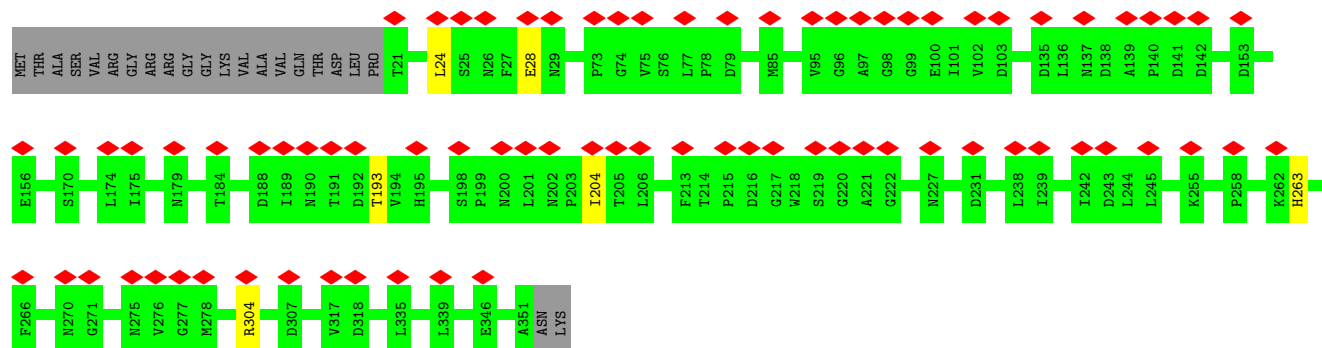 MET THR ALA SER VAL ARG GLY ARG ARG GLY GLY LYS VAL ALA VAL GLN THR ASP LEU PRO T21 L24 S25 N26 F27 E28 N29 P73 G74 V75 S76 L77 P78 D79 M85 V95 G96 A97 G98 G99 E100 I101 V102 D103 D135 L136 N137 D138 A139 P140 D141 D142 D153
E156 S170 L174 I175 N179 T184 D188 I189 N190 T191 D192 T193 V194 H195 S198 P199 N200 L201 N202 P203 I204 T205 L206 F213 T214 P215 D216 G217 W218 S219 G220 A221 G222 N227 D231 L238 I239 I242 D243 L244 L245 K255 P258 K262 H263
F266 N270 G271 N275 V276 G277 M278 R304 D307 V317 D318 L335 L339 E346 A351 ASN LYS